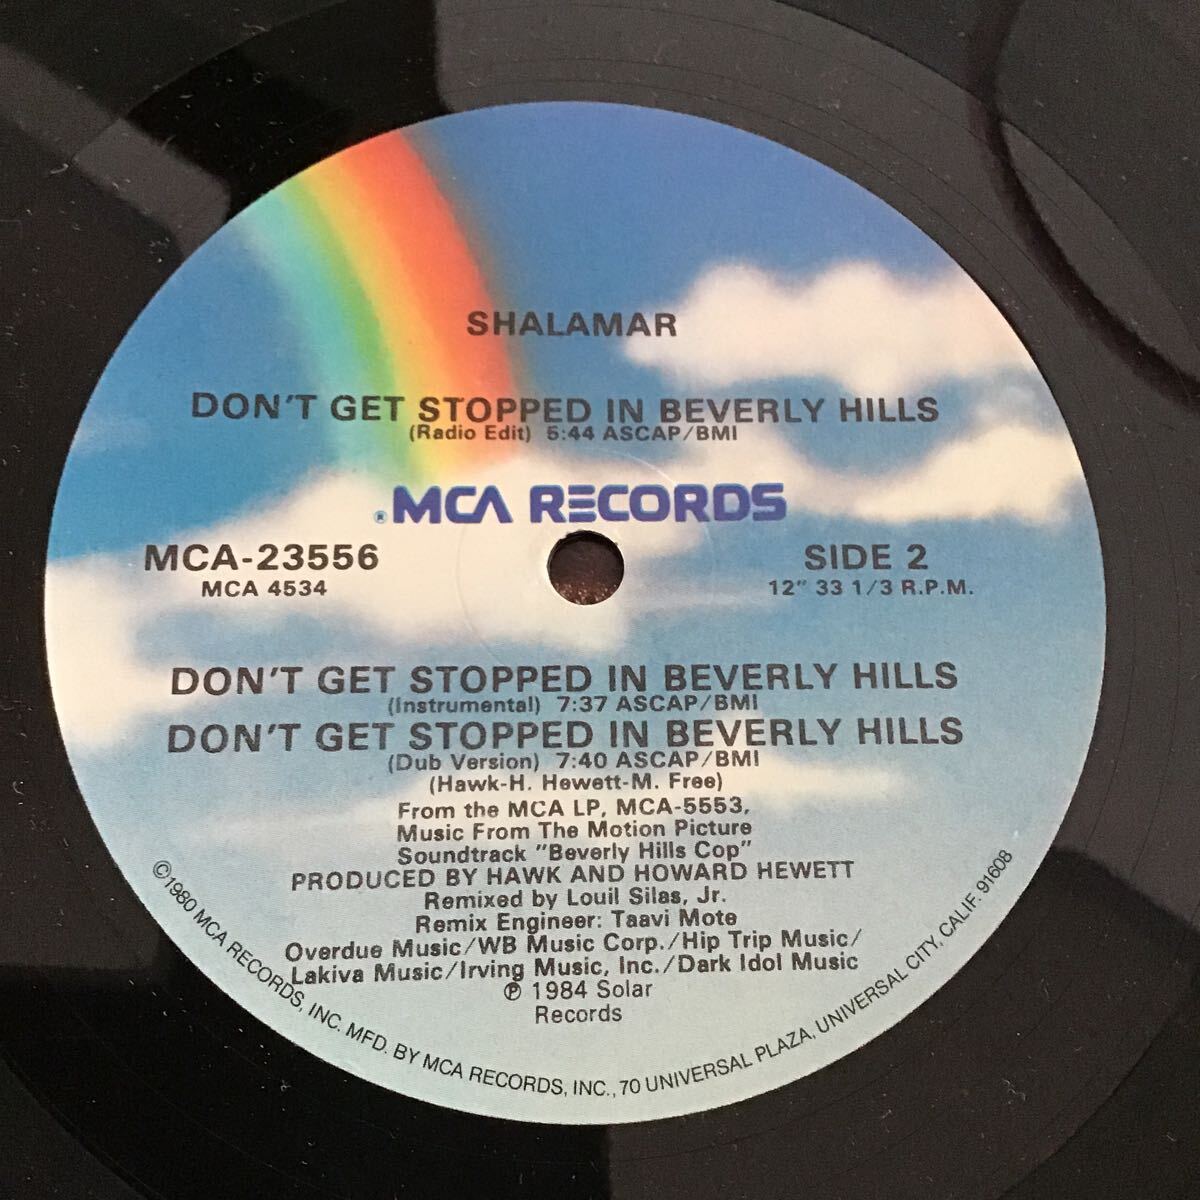 SHALAMAR
DON'T GET STOPPED IN BEVERLY HILLS
(Radio Edit) 5:44 ASCAP/BMI
®MCA RECORDS
MCA-23556
MCA 4534
SIDE 2
12" 33 1/3 R.P.M.
DON'T GET STOPPED IN BEVERLY HILLS
(Instrumental) 7:37 ASCAP/BMI
DON'T GET STOPPED IN BEVERLY HILLS
(Dub Version) 7:40 ASCAP/BMI
(Hawk-H. Hewett-M. Free)
From the MCA LP, MCA-5553,
Music From The Motion Picture
Soundtrack "Beverly Hills Cop"
PRODUCED BY HAWK AND HOWARD HEWETT
Remixed by Louil Silas, Jr.
Remix Engineer: Taavi Mote
Overdue Music/WB Music Corp./Hip Trip Music/
Lakiva Music/Irving Music, Inc./Dark Idol Music
℗ 1984 Solar
Records
©1980 MCA RECORDS, INC. MFD. BY MCA RECORDS, INC., 70 UNIVERSAL PLAZA, UNIVERSAL CITY, CALIF. 91608